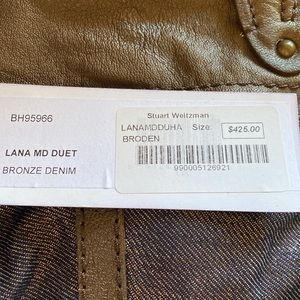 BH95966
LANA MD DUET
BRONZE DENIM
Stuart Weitzman
LANAMDDUHA Size: $425.00
BRODEN
990005126921